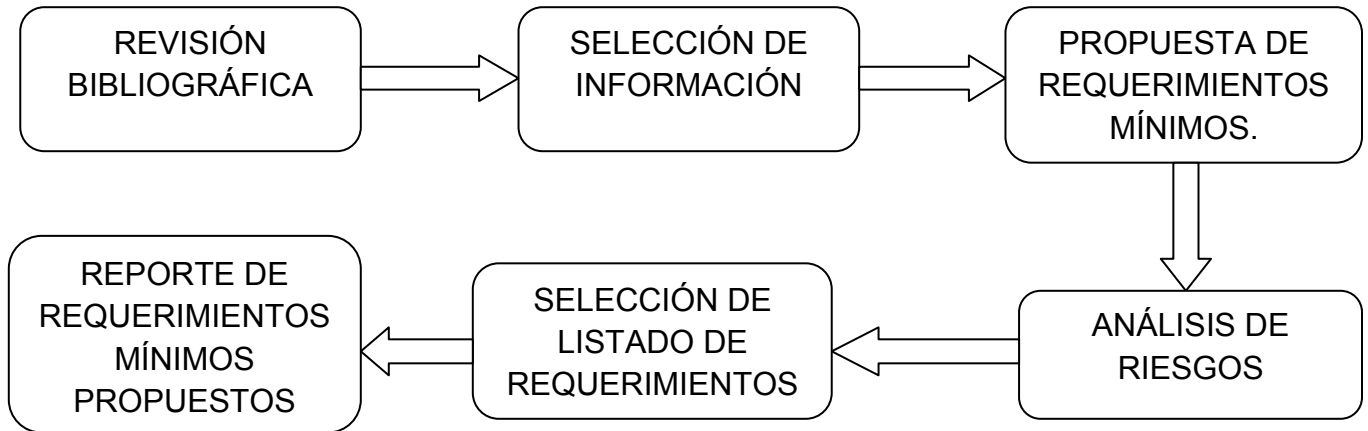 REVISIÓN
BIBLIOGRÁFICA
SELECCIÓN DE
INFORMACIÓN
PROPUESTA DE
REQUERIMIENTOS
MÍNIMOS.
ANÁLISIS DE
RIESGOS
SELECCIÓN DE
LISTADO DE
REQUERIMIENTOS
REPORTE DE
REQUERIMIENTOS
MÍNIMOS
PROPUESTOS